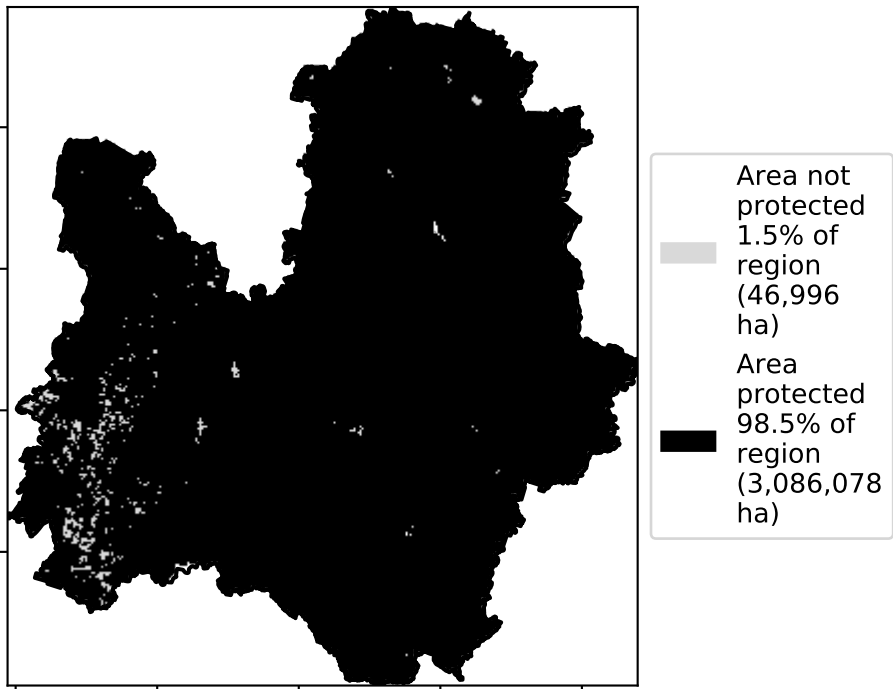 Area not
protected
1.5% of
region
(46,996
ha)
Area
protected
98.5% of
region
(3,086,078
ha)